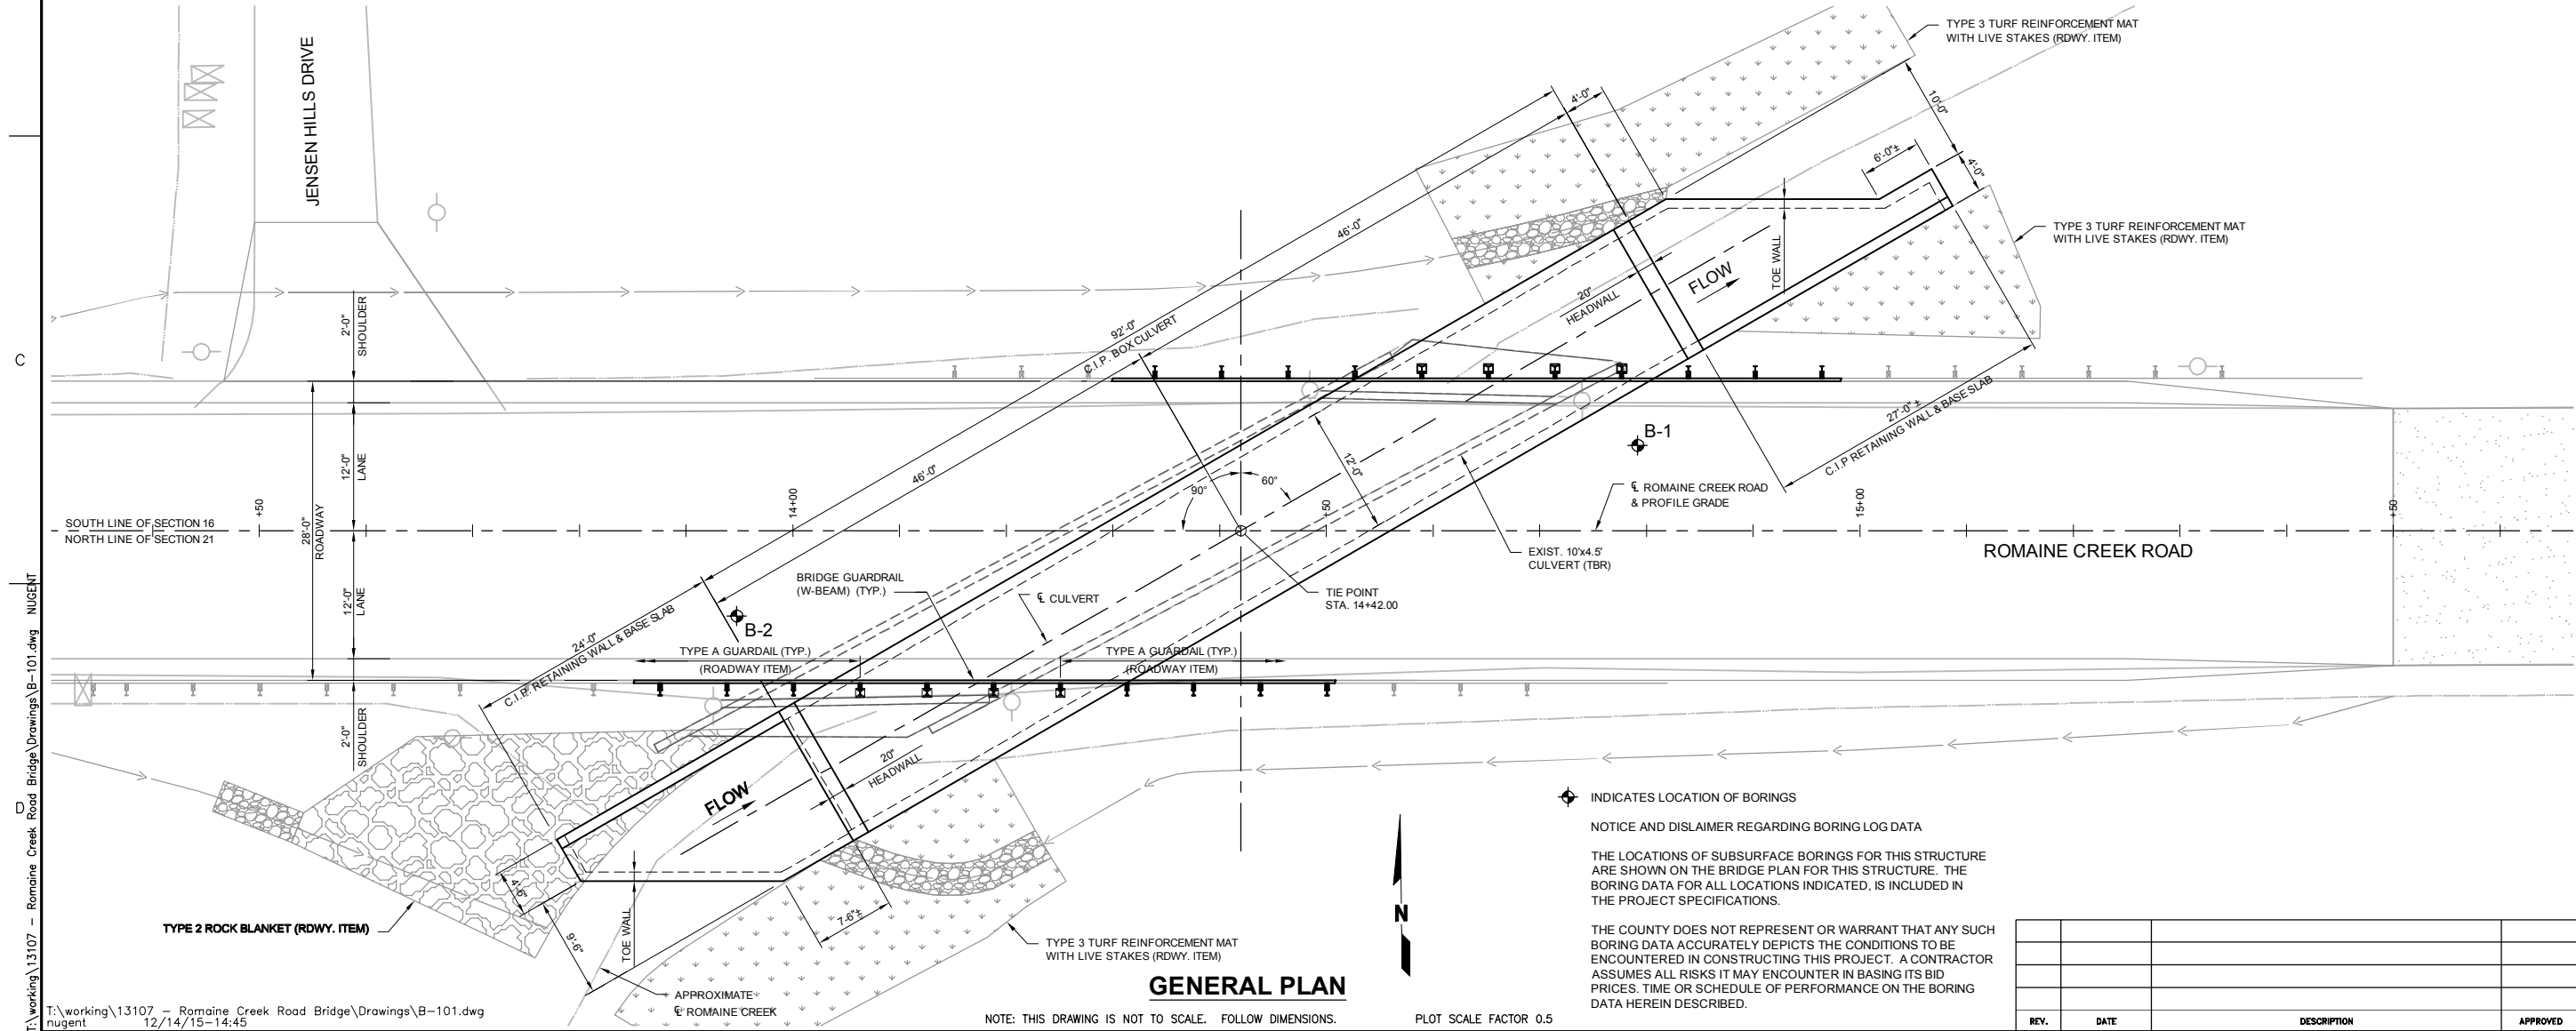 TYPE 3 TURF REINFORCEMENT MAT
WITH LIVE STAKES (RDWY. ITEM)
JENSEN HILLS DRIVE
4'-0"
10'-0"
6'-0"±
4'-0"
46'-0"
TYPE 3 TURF REINFORCEMENT MAT
WITH LIVE STAKES (RDWY. ITEM)
TOE WALL
FLOW
20"
HEADWALL
2'-0"
SHOULDER
92'-0"
C.I.P. BOX CULVERT
C
27'-0"±
C.I.P RETAINING WALL & BASE SLAB
B-1
12'-0"
12'-0"
LANE
46'-0"
90°
60°
℄ ROMAINE CREEK ROAD
& PROFILE GRADE
+50
14+00
+50
15+00
+50
SOUTH LINE OF SECTION 16
NORTH LINE OF SECTION 21
28'-0"
ROADWAY
ROMAINE CREEK ROAD
EXIST. 10'x4.5'
CULVERT (TBR)
BRIDGE GUARDRAIL
(W-BEAM) (TYP.)
℄ CULVERT
TIE POINT
STA. 14+42.00
12'-0"
LANE
24'-0"
C.I.P. RETAINING WALL & BASE SLAB
B-2
TYPE A GUARDAIL (TYP.)
(ROADWAY ITEM)
TYPE A GUARDAIL (TYP.)
(ROADWAY ITEM)
2'-0"
SHOULDER
20"
HEADWALL
FLOW
D
4'-6"
9'-6"
TOE WALL
7'-6"±
TYPE 2 ROCK BLANKET (RDWY. ITEM)
TYPE 3 TURF REINFORCEMENT MAT
WITH LIVE STAKES (RDWY. ITEM)
APPROXIMATE
℄ ROMAINE CREEK
N
INDICATES LOCATION OF BORINGS
NOTICE AND DISLAIMER REGARDING BORING LOG DATA
THE LOCATIONS OF SUBSURFACE BORINGS FOR THIS STRUCTURE
ARE SHOWN ON THE BRIDGE PLAN FOR THIS STRUCTURE. THE
BORING DATA FOR ALL LOCATIONS INDICATED, IS INCLUDED IN
THE PROJECT SPECIFICATIONS.
THE COUNTY DOES NOT REPRESENT OR WARRANT THAT ANY SUCH
BORING DATA ACCURATELY DEPICTS THE CONDITIONS TO BE
ENCOUNTERED IN CONSTRUCTING THIS PROJECT. A CONTRACTOR
ASSUMES ALL RISKS IT MAY ENCOUNTER IN BASING ITS BID
PRICES. TIME OR SCHEDULE OF PERFORMANCE ON THE BORING
DATA HEREIN DESCRIBED.
GENERAL PLAN
NOTE: THIS DRAWING IS NOT TO SCALE. FOLLOW DIMENSIONS.
PLOT SCALE FACTOR 0.5
REV. DATE DESCRIPTION APPROVED
T:\working\13107 - Romaine Creek Road Bridge\Drawings\B-101.dwg NUGENT
T:\working\13107 - Romaine Creek Road Bridge\Drawings\B-101.dwg
nugent 12/14/15-14:45